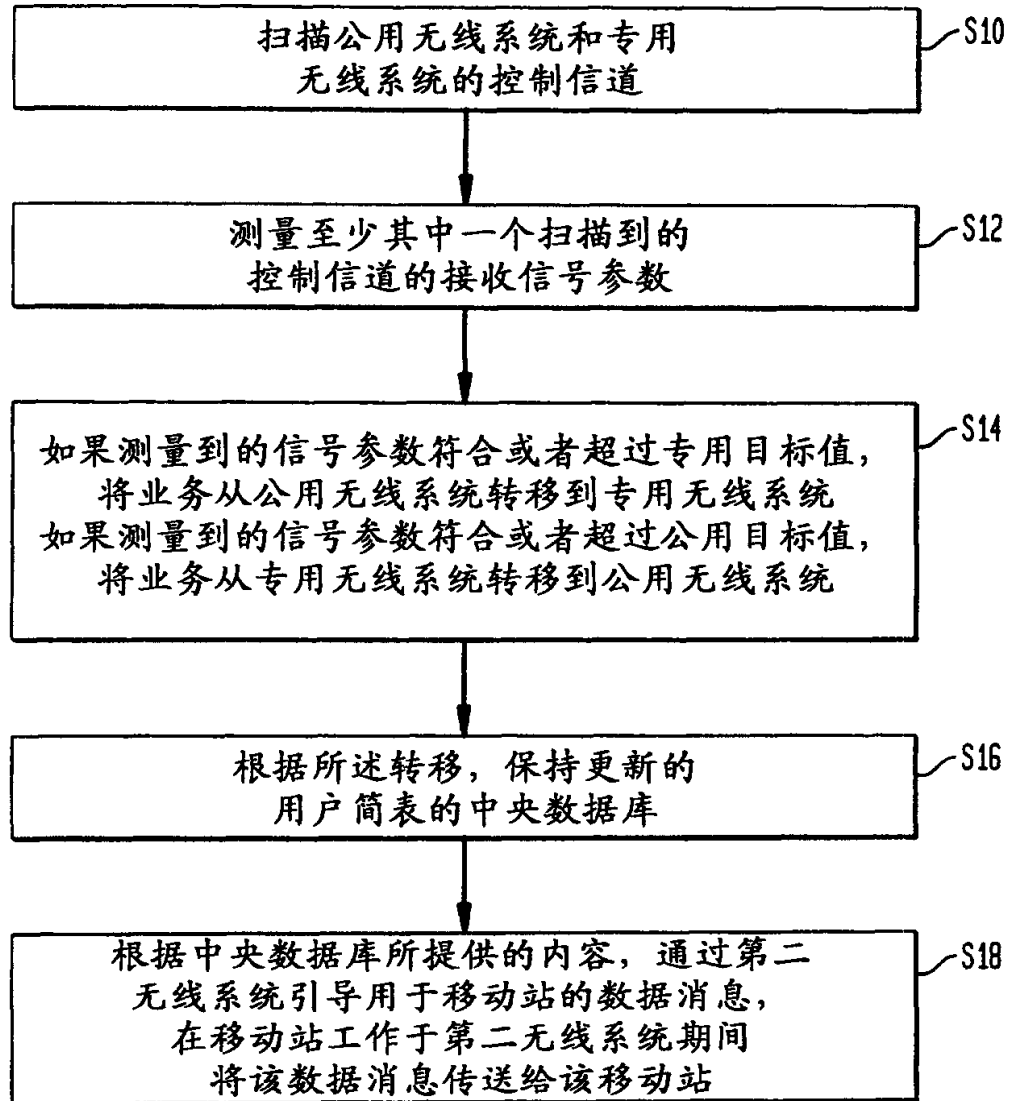 扫描公用无线系统和专用
无线系统的控制信道
S10
测量至少其中一个扫描到的
控制信道的接收信号参数
S12
如果测量到的信号参数符合或者超过专用目标值，
将业务从公用无线系统转移到专用无线系统
如果测量到的信号参数符合或者超过公用目标值，
将业务从专用无线系统转移到公用无线系统
S14
根据所述转移，保持更新的
用户简表的中央数据库
S16
根据中央数据库所提供的内容，通过第二
无线系统引导用于移动站的数据消息，
在移动站工作于第二无线系统期间
将该数据消息传送给该移动站
S18